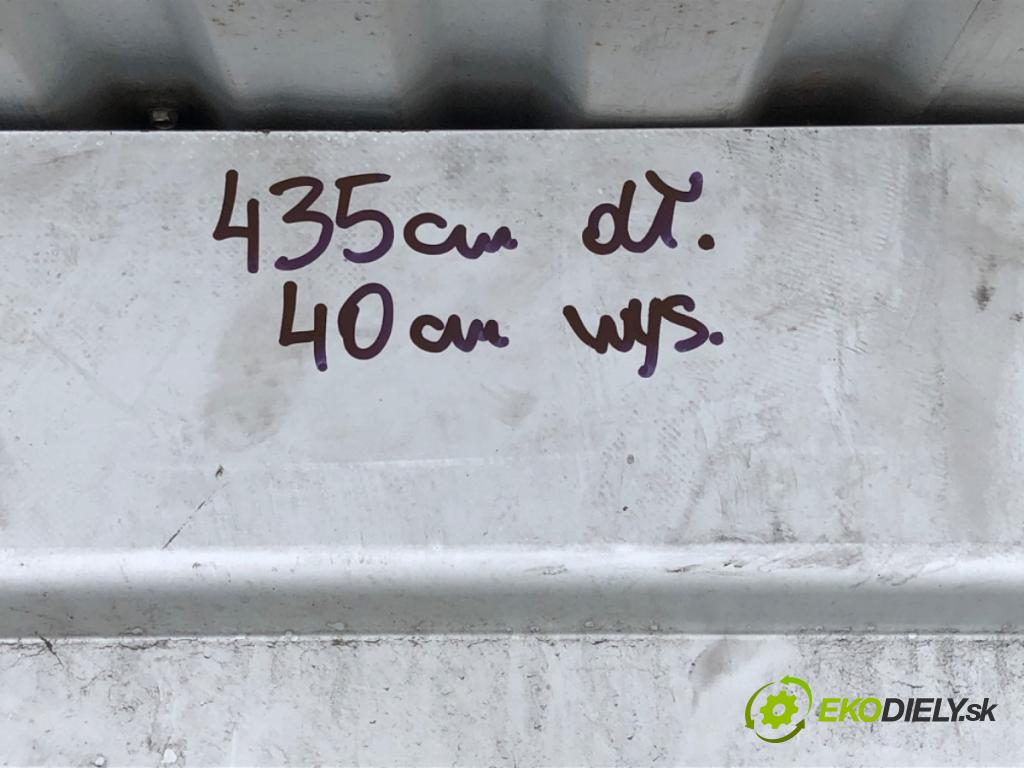 435cm dł.
40cm wys.
EKODIELY.sk